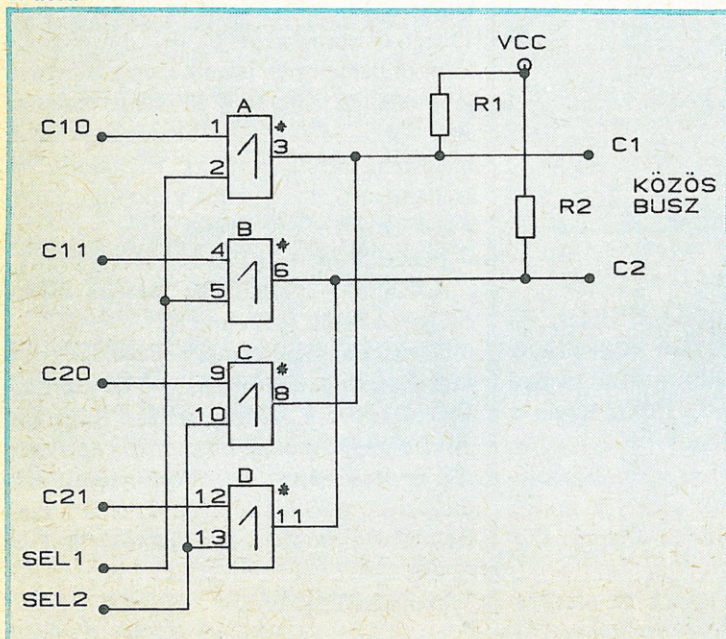 VCC
A
R1
C10
1
*
3
C1
2
KÖZÖS
BUSZ
R2
B
C11
4
*
6
C2
5
C
C20
9
*
8
10
D
C21
12
*
11
13
SEL1
SEL2